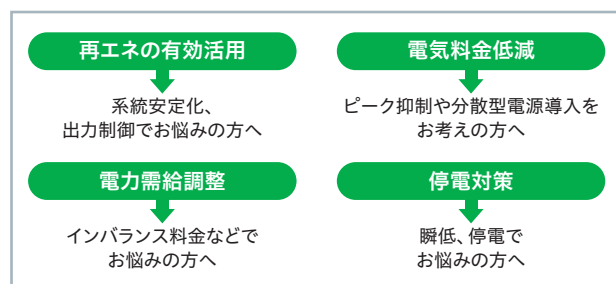 再エネの有効活用
系統安定化、
出力制御でお悩みの方へ
電気料金低減
ピーク抑制や分散型電源導入を
お考えの方へ
電力需給調整
インバランス料金などで
お悩みの方へ
停電対策
瞬低、停電で
お悩みの方へ